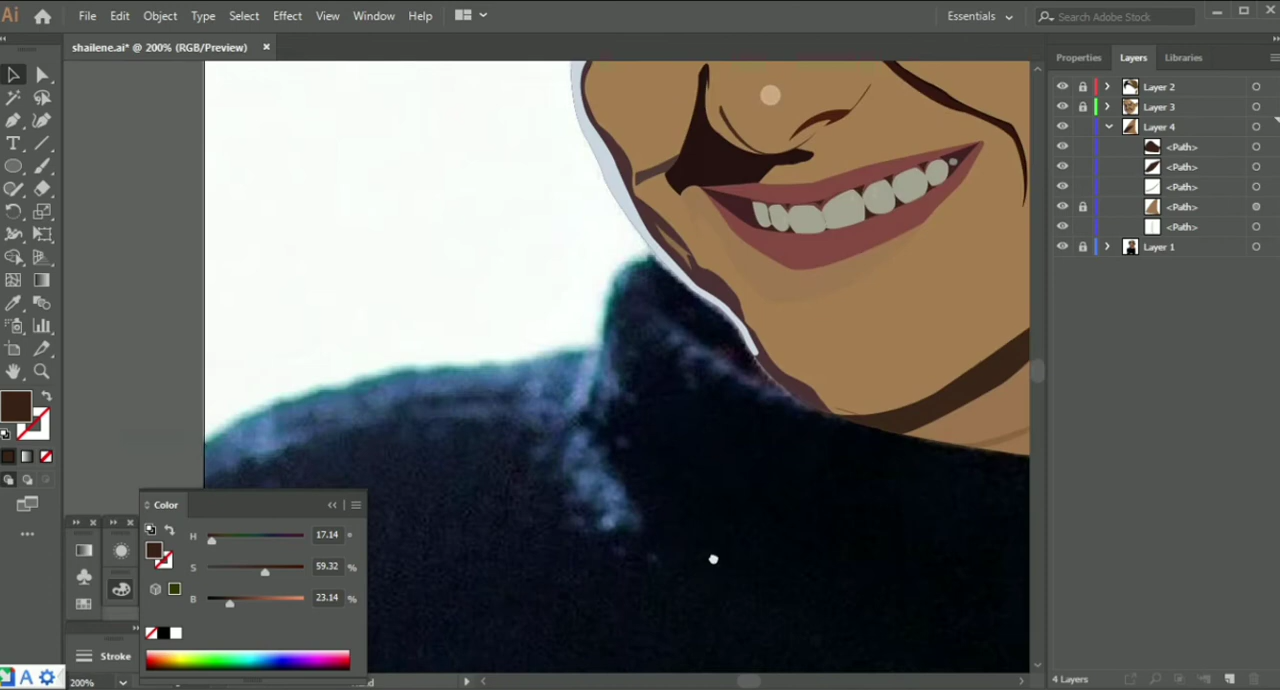 Ai File Edit Object Type Select Effect View Window Help Essentials Search Adobe Stock
shailene.ai* @ 200% (RGB/Preview) ×
Properties Layers Libraries
Layer 2
Layer 3
Layer 4
<Path>
<Path>
<Path>
<Path>
<Path>
Layer 1
Color
H 17.14 °
S 59.32 %
B 23.14 %
Stroke
A
200% Hand
4 Layers